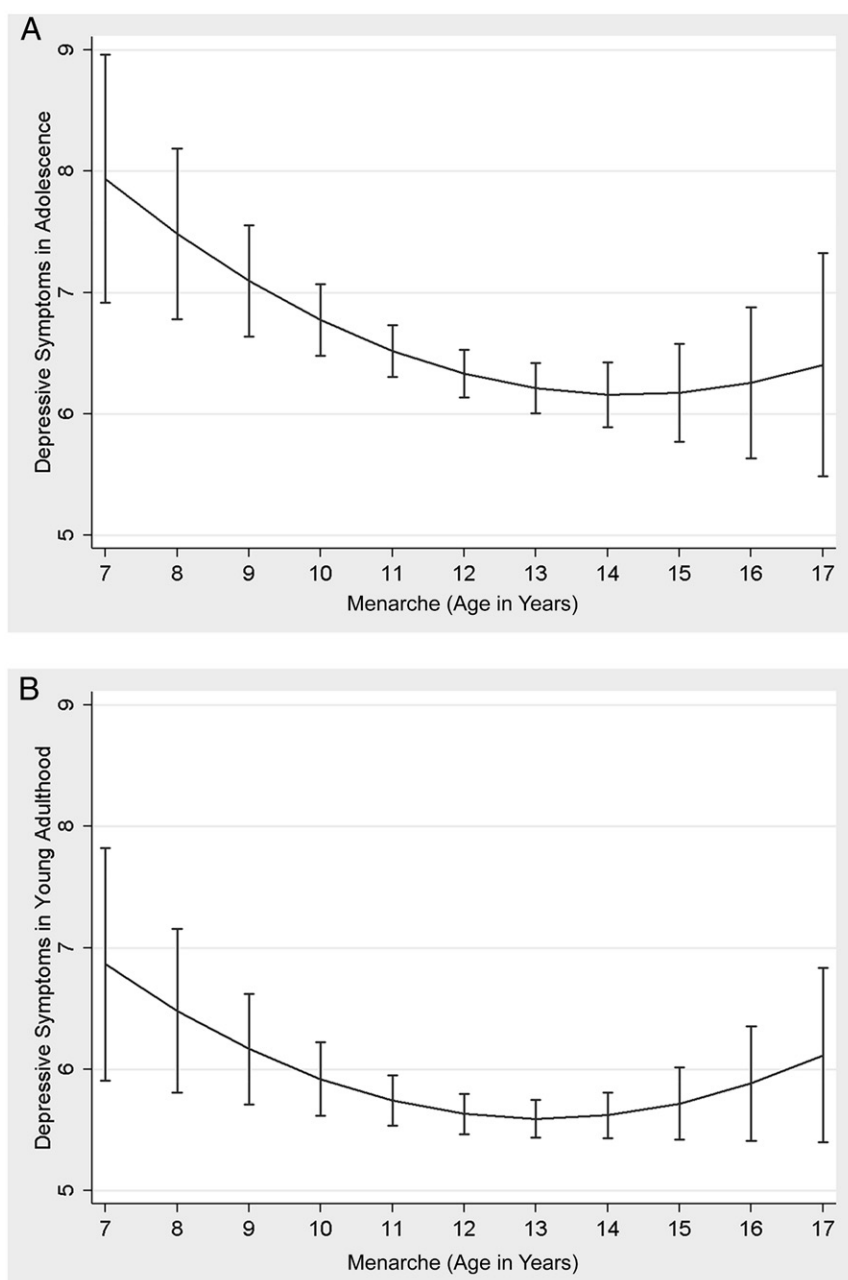 A
Depressive Symptoms in Adolescence
9
8
7
6
5
7 8 9 10 11 12 13 14 15 16 17
Menarche (Age in Years)
B
Depressive Symptoms in Young Adulthood
9
8
7
6
5
7 8 9 10 11 12 13 14 15 16 17
Menarche (Age in Years)